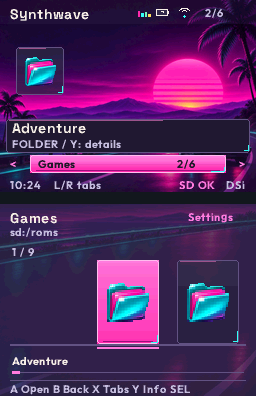 Synthwave 2/6
Adventure
FOLDER / Y: details
< Games 2/6 >
10:24 L/R tabs SD OK DSi
Games Settings
sd:/roms
1 / 9
Adventure
A Open B Back X Tabs Y Info SEL